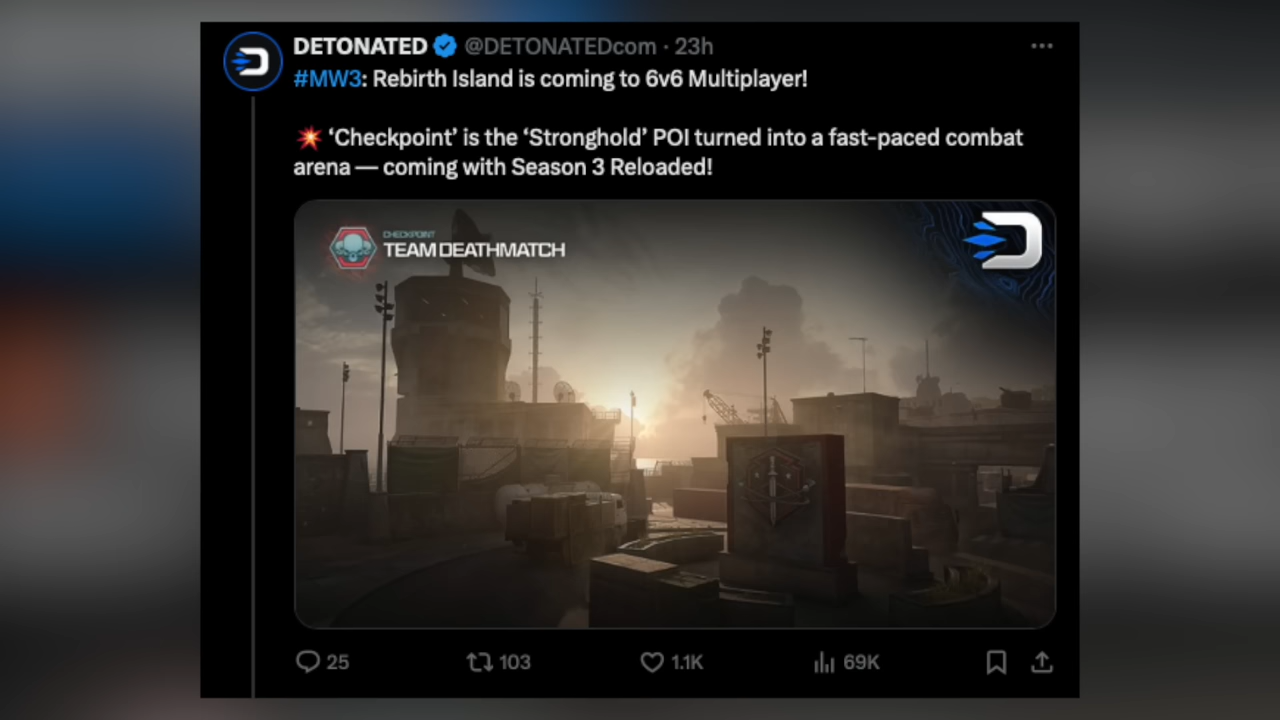 DETONATED @DETONATEDcom · 23h
#MW3: Rebirth Island is coming to 6v6 Multiplayer!
💥 ‘Checkpoint’ is the ‘Stronghold’ POI turned into a fast-paced combat
arena — coming with Season 3 Reloaded!
CHECKPOINT
TEAM DEATHMATCH
25 103 1.1K 69K